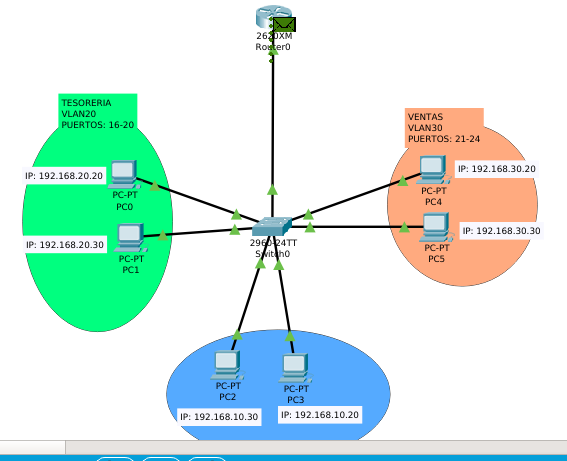 2620XM
Router0
TESORERIA
VLAN20
PUERTOS: 16-20
VENTAS
VLAN30
PUERTOS: 21-24
IP: 192.168.20.20
PC-PT
PC0
IP: 192.168.30.20
PC-PT
PC4
IP: 192.168.20.30
PC-PT
PC1
2960-24TT
Switch0
IP: 192.168.30.30
PC-PT
PC5
PC-PT
PC2
PC-PT
PC3
IP: 192.168.10.30
IP: 192.168.10.20